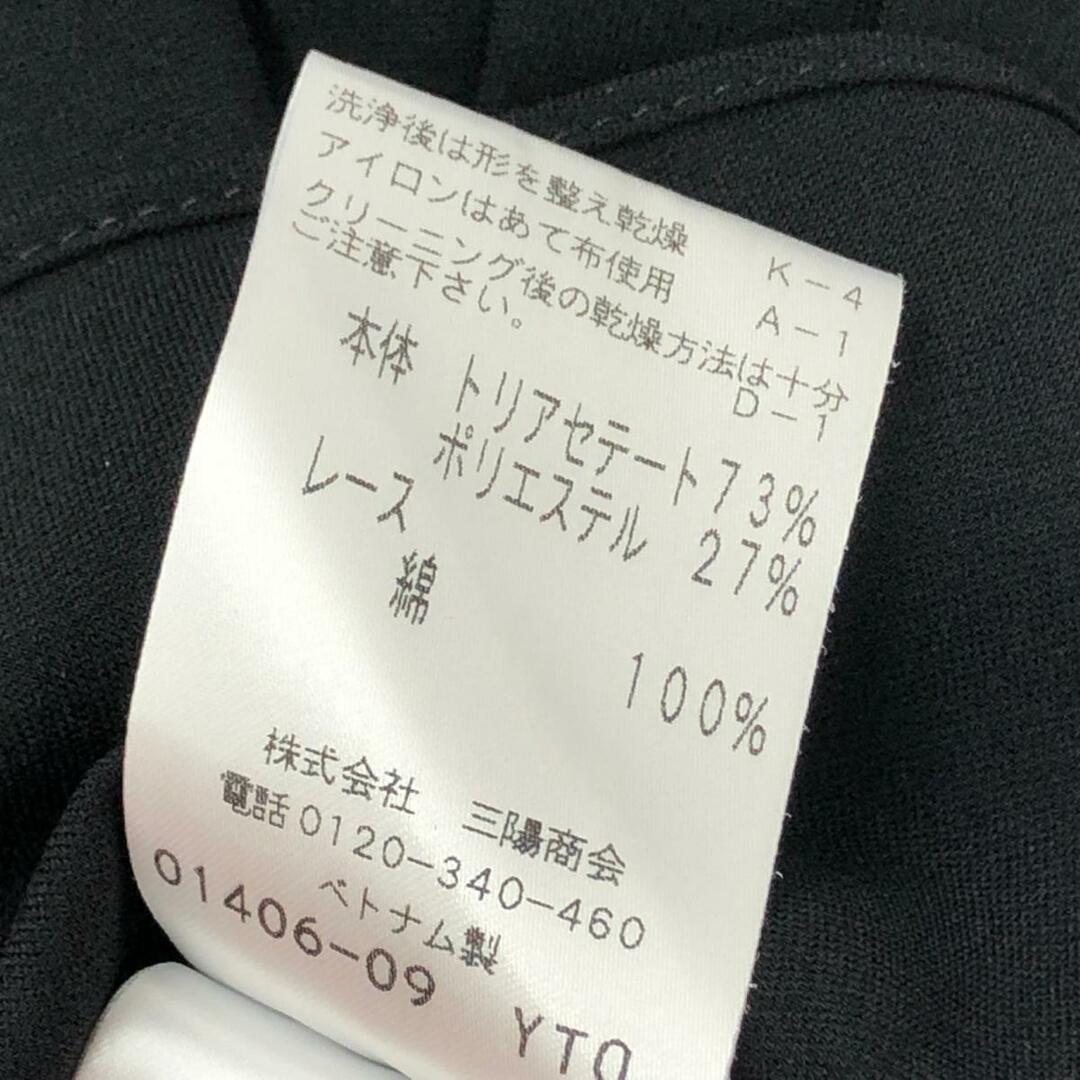 洗浄後は形を整え乾燥 K-4
アイロンはあて布使用 A-1
クリーニング後の乾燥方法は十分
ご注意下さい。 D-1
本体 トリアセテート73%
ポリエステル 27%
レース
綿 100%
株式会社 三陽商会
電話0120-340-460
ベトナム製
01406-09 YTO